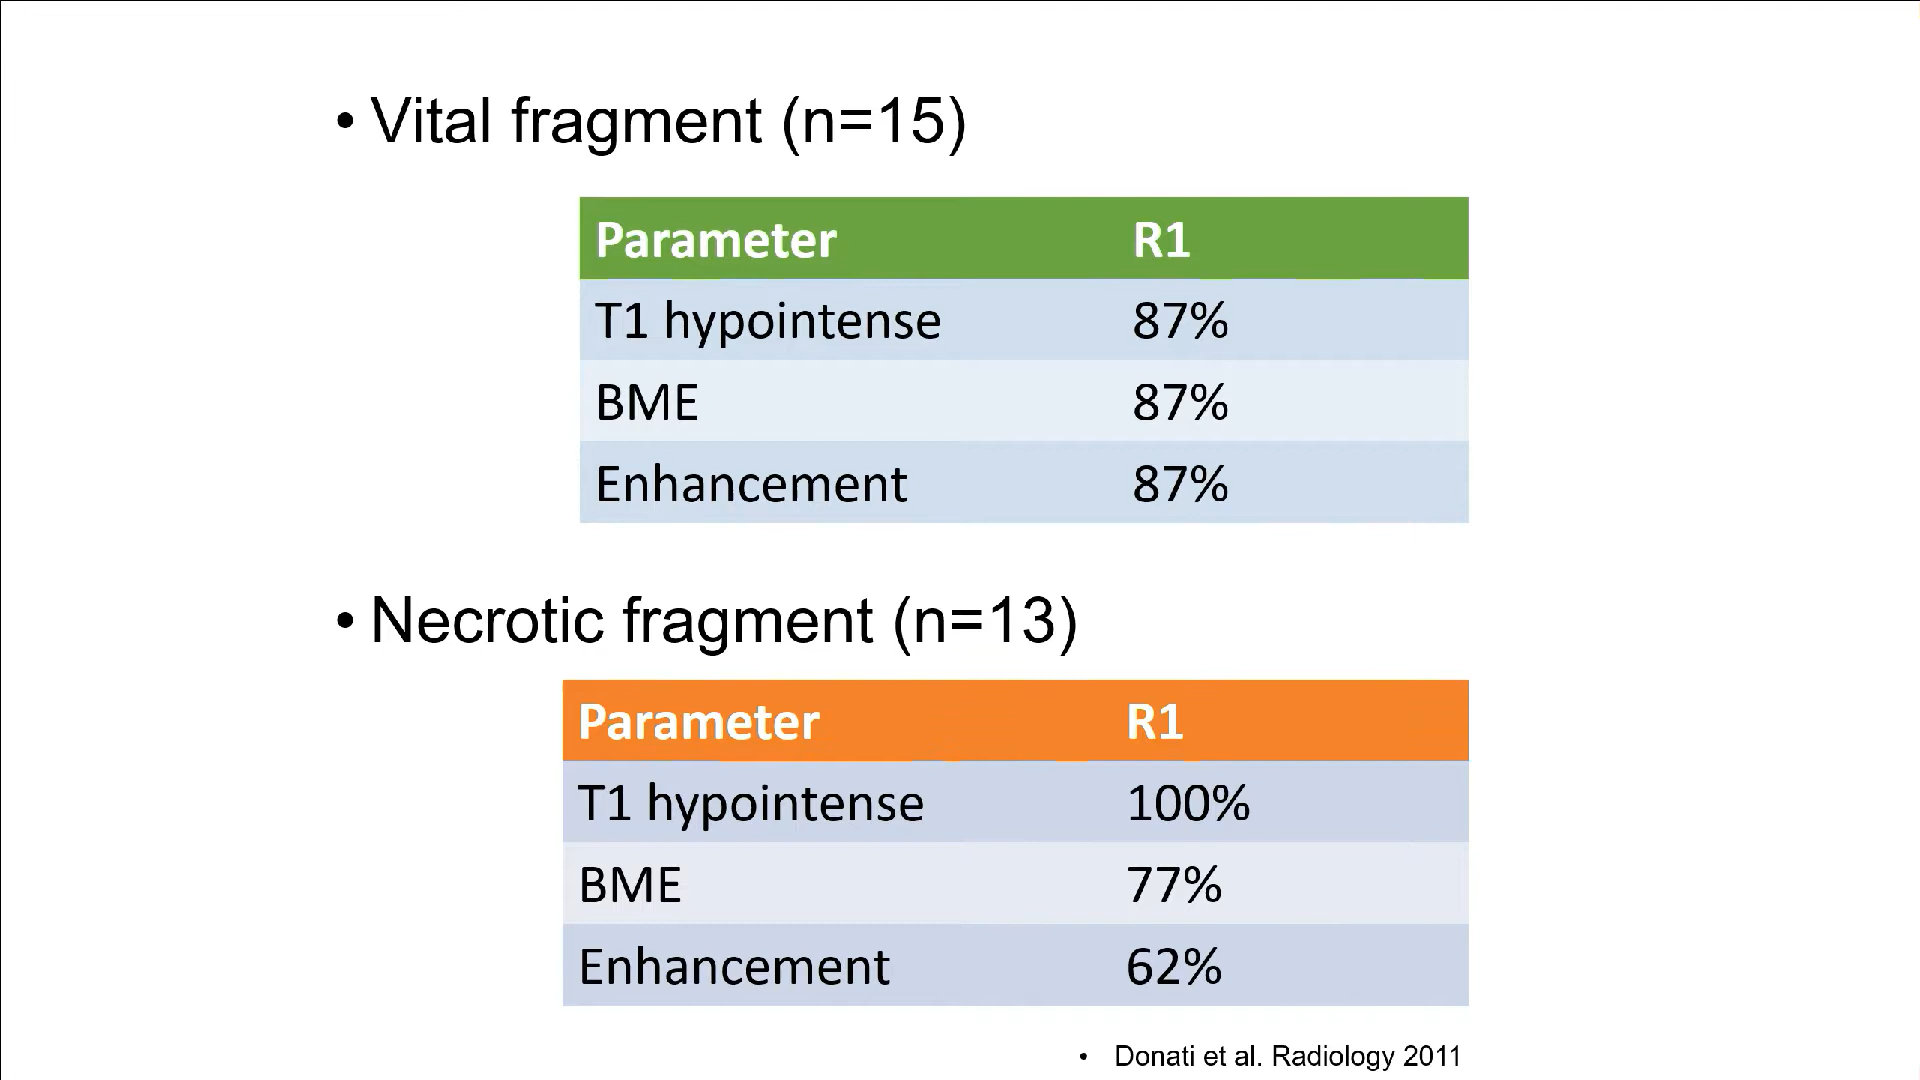 • Vital fragment (n=15)
Parameter R1
T1 hypointense 87%
BME 87%
Enhancement 87%
• Necrotic fragment (n=13)
Parameter R1
T1 hypointense 100%
BME 77%
Enhancement 62%
• Donati et al. Radiology 2011